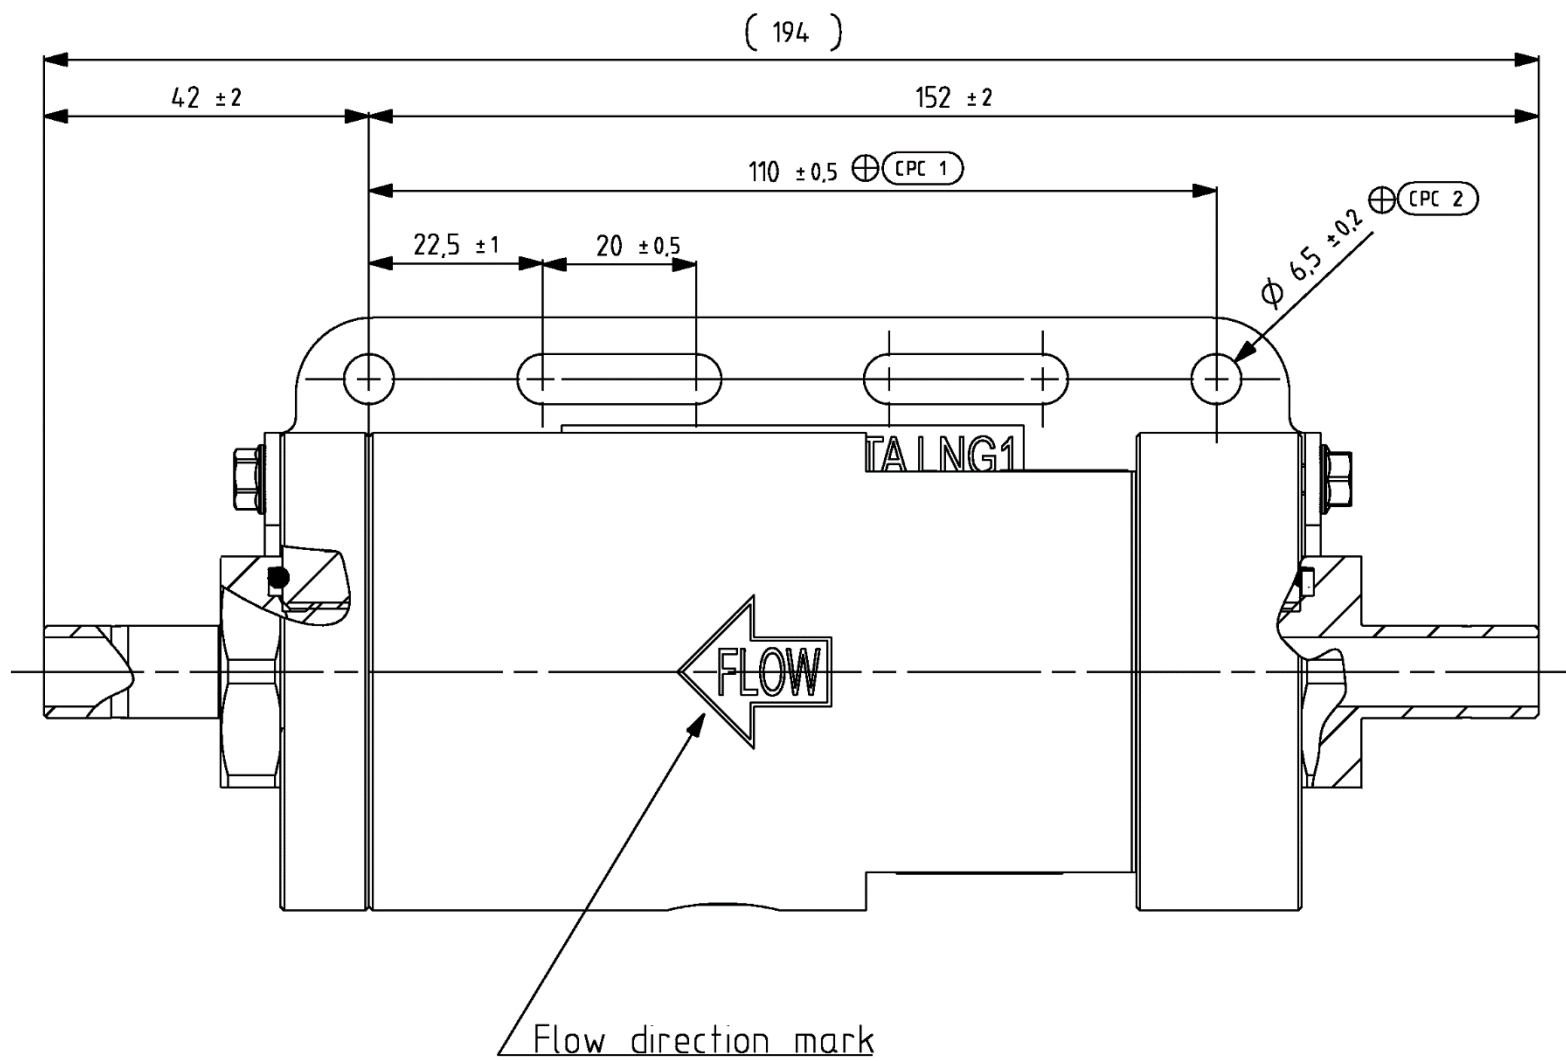 ( 194 )
42 ±2
152 ±2
110 ±0,5 ⌖ CPC 1
⌀ 6,5 ±0,2 ⌖ CPC 2
22,5 ±1
20 ±0,5
TA LNG1
FLOW
Flow direction mark